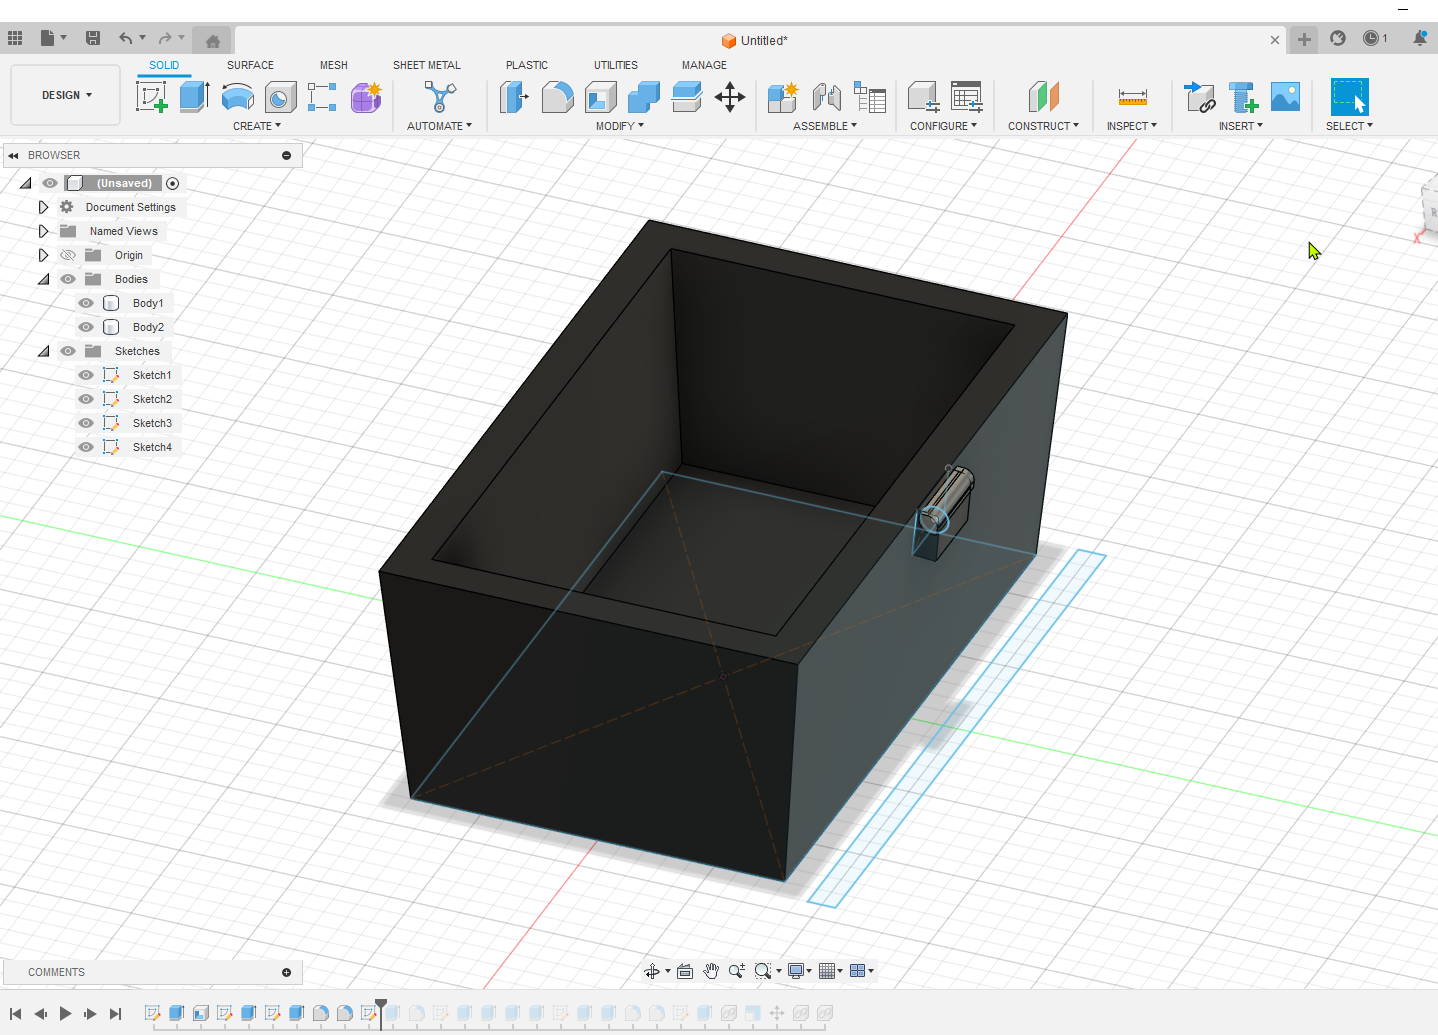 Untitled*
1
DESIGN
SOLID
SURFACE
MESH
SHEET METAL
PLASTIC
UTILITIES
MANAGE
CREATE
AUTOMATE
MODIFY
ASSEMBLE
CONFIGURE
CONSTRUCT
INSPECT
INSERT
SELECT
BROWSER
(Unsaved)
Document Settings
Named Views
Origin
Bodies
Body1
Body2
Sketches
Sketch1
Sketch2
Sketch3
Sketch4
R
X
COMMENTS